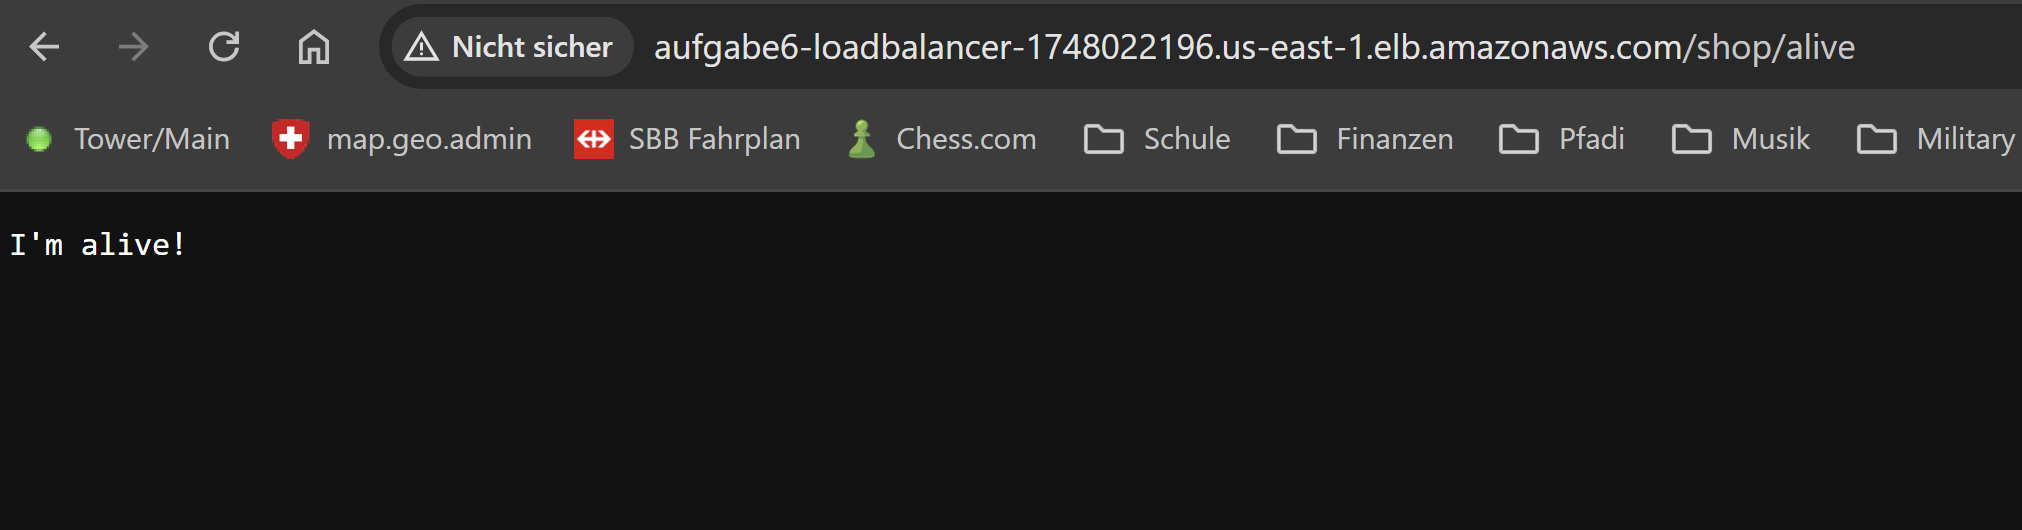 Nicht sicher aufgabe6-loadbalancer-1748022196.us-east-1.elb.amazonaws.com/shop/alive
Tower/Main map.geo.admin SBB Fahrplan Chess.com Schule Finanzen Pfadi Musik Military
I'm alive!